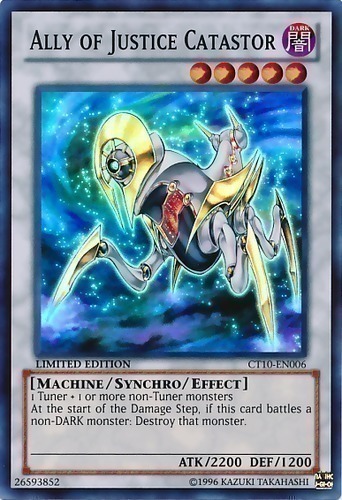 ALLY OF JUSTICE CATASTOR
DARK
闇
LIMITED EDITION
CT10-EN006
[MACHINE/SYNCHRO/EFFECT]
1 Tuner + 1 or more non-Tuner monsters
At the start of the Damage Step, if this card battles a
non-DARK monster: Destroy that monster.
ATK/2200 DEF/1200
26593852
©1996 KAZUKI TAKAHASHI